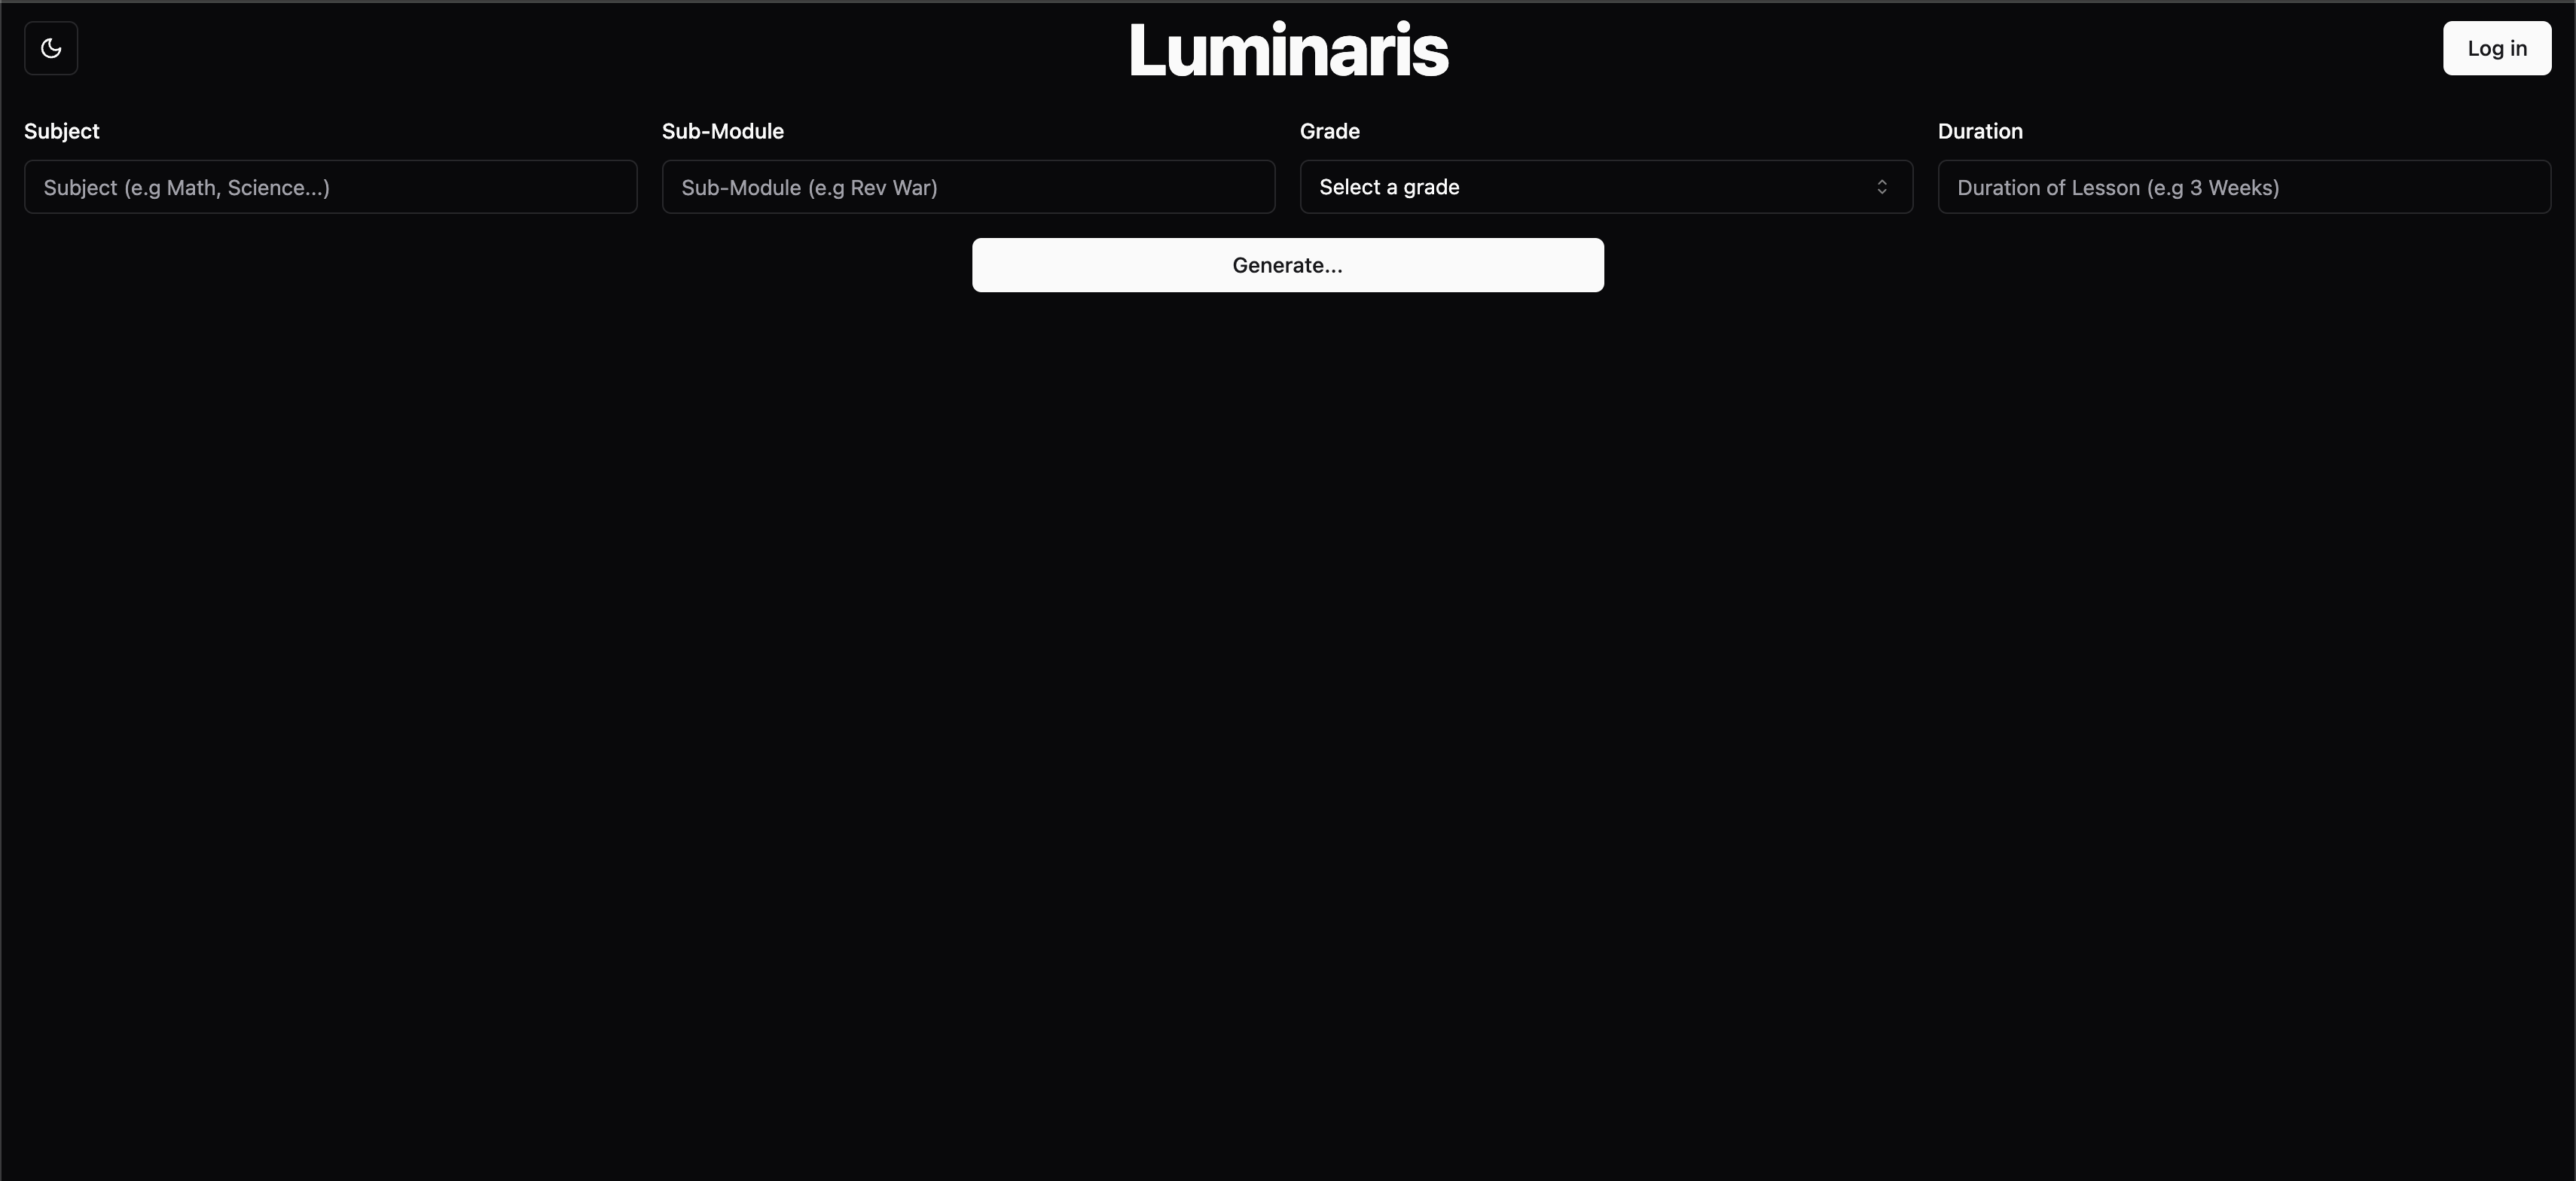 Luminaris
Log in
Subject
Sub-Module
Grade
Duration
Subject (e.g Math, Science...)
Sub-Module (e.g Rev War)
Select a grade
Duration of Lesson (e.g 3 Weeks)
Generate...